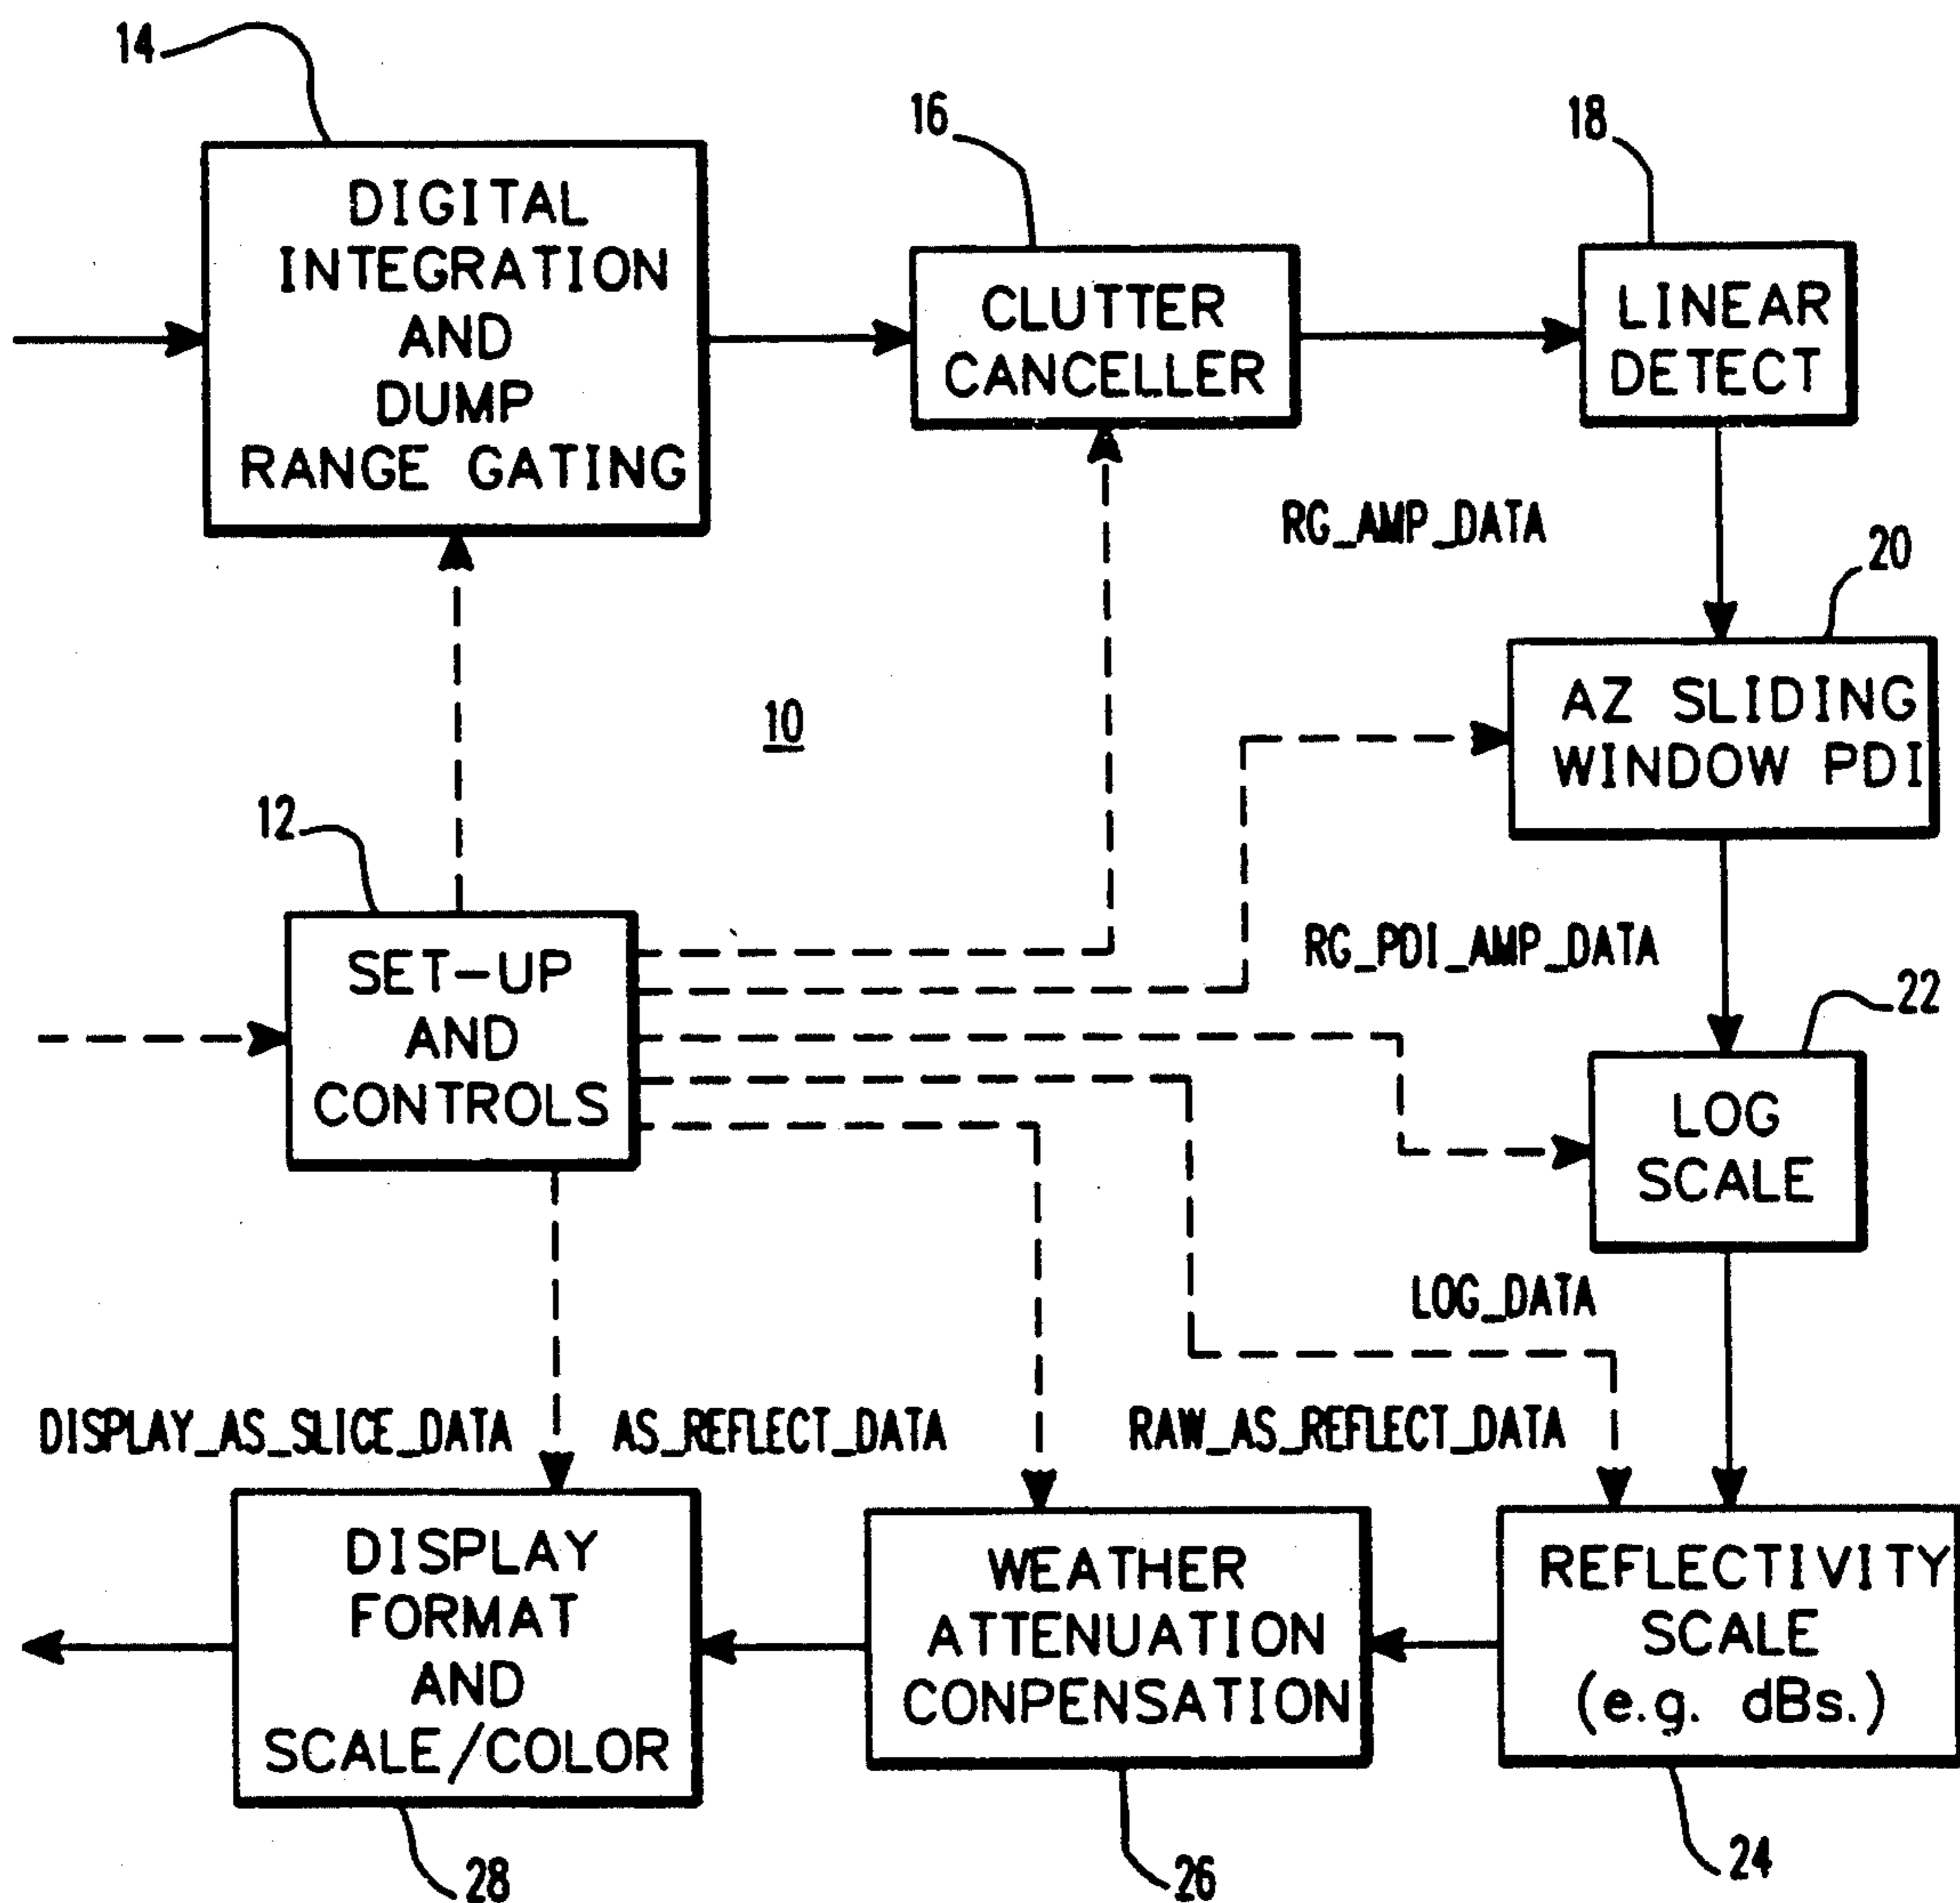 14
DIGITAL
INTEGRATION
AND
DUMP
RANGE GATING
16
CLUTTER
CANCELLER
18
LINEAR
DETECT
RG_AMP_DATA
20
AZ SLIDING
WINDOW PDI
10
12
SET-UP
AND
CONTROLS
RG_PDI_AMP_DATA
22
LOG
SCALE
LOG_DATA
DISPLAY_AS_SLICE_DATA
AS_REFLECT_DATA
RAW_AS_REFLECT_DATA
DISPLAY
FORMAT
AND
SCALE/COLOR
28
WEATHER
ATTENUATION
CONPENSATION
26
REFLECTIVITY
SCALE
(e.g. dBs.)
24